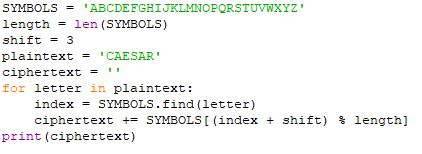 SYMBOLS = 'ABCDEFGHIJKLMNOPQRSTUVWXYZ'
length = len(SYMBOLS)
shift = 3
plaintext = 'CAESAR'
ciphertext = ''
for letter in plaintext:
    index = SYMBOLS.find(letter)
    ciphertext += SYMBOLS[(index + shift) % length]
print(ciphertext)